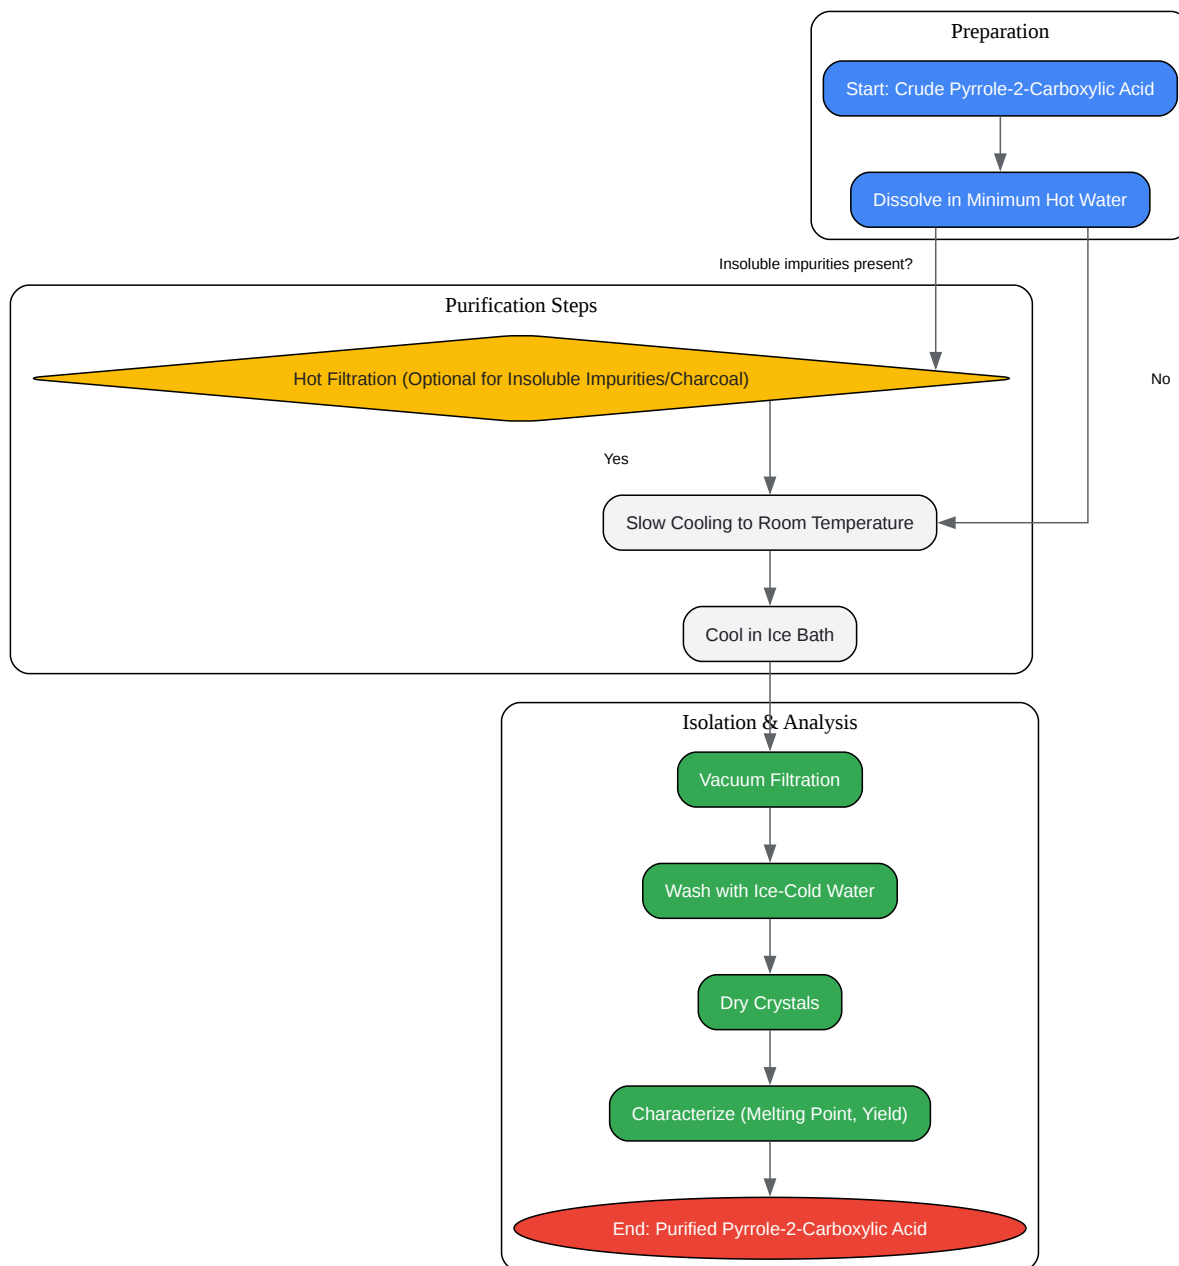 Preparation
Start: Crude Pyrrole-2-Carboxylic Acid
Dissolve in Minimum Hot Water
Insoluble impurities present?
Purification Steps
Hot Filtration (Optional for Insoluble Impurities/Charcoal)
No
Yes
Slow Cooling to Room Temperature
Cool in Ice Bath
Isolation & Analysis
Vacuum Filtration
Wash with Ice-Cold Water
Dry Crystals
Characterize (Melting Point, Yield)
End: Purified Pyrrole-2-Carboxylic Acid